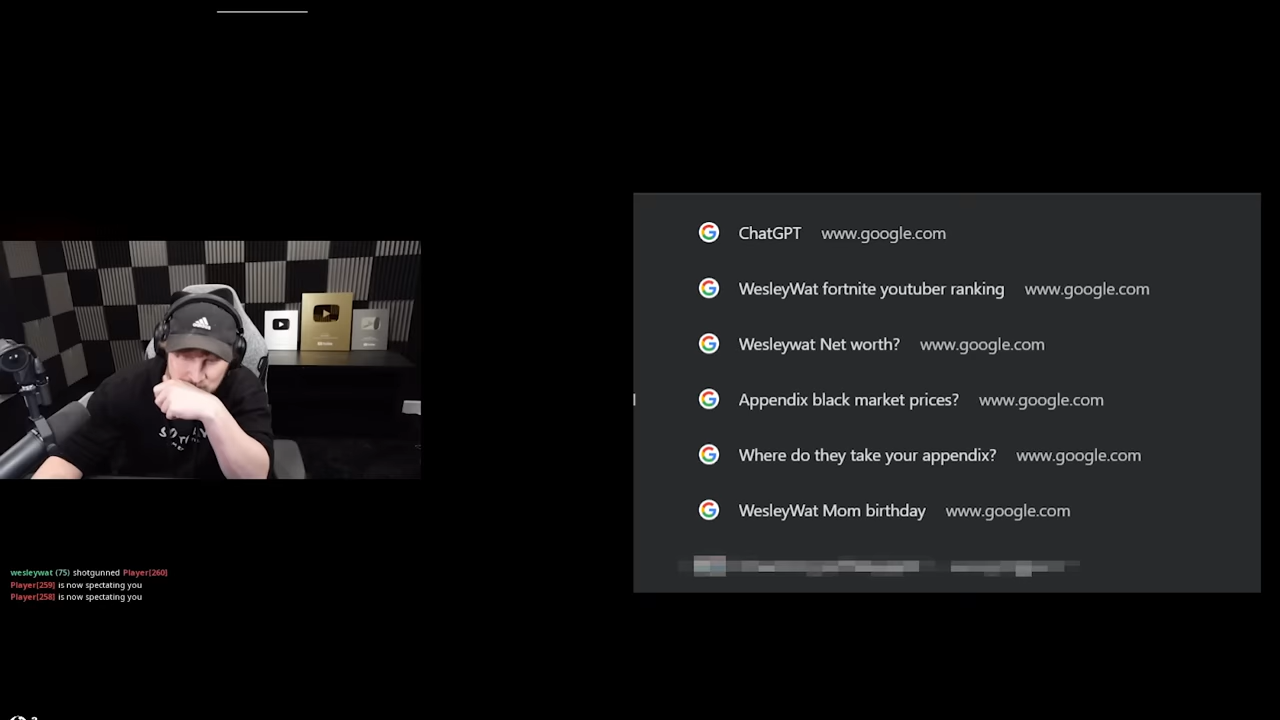 ChatGPT www.google.com
WesleyWat fortnite youtuber ranking www.google.com
Wesleywat Net worth? www.google.com
Appendix black market prices? www.google.com
Where do they take your appendix? www.google.com
WesleyWat Mom birthday www.google.com
wesleywat (75) shotgunned Player[260]
Player[259] is now spectating you
Player[258] is now spectating you